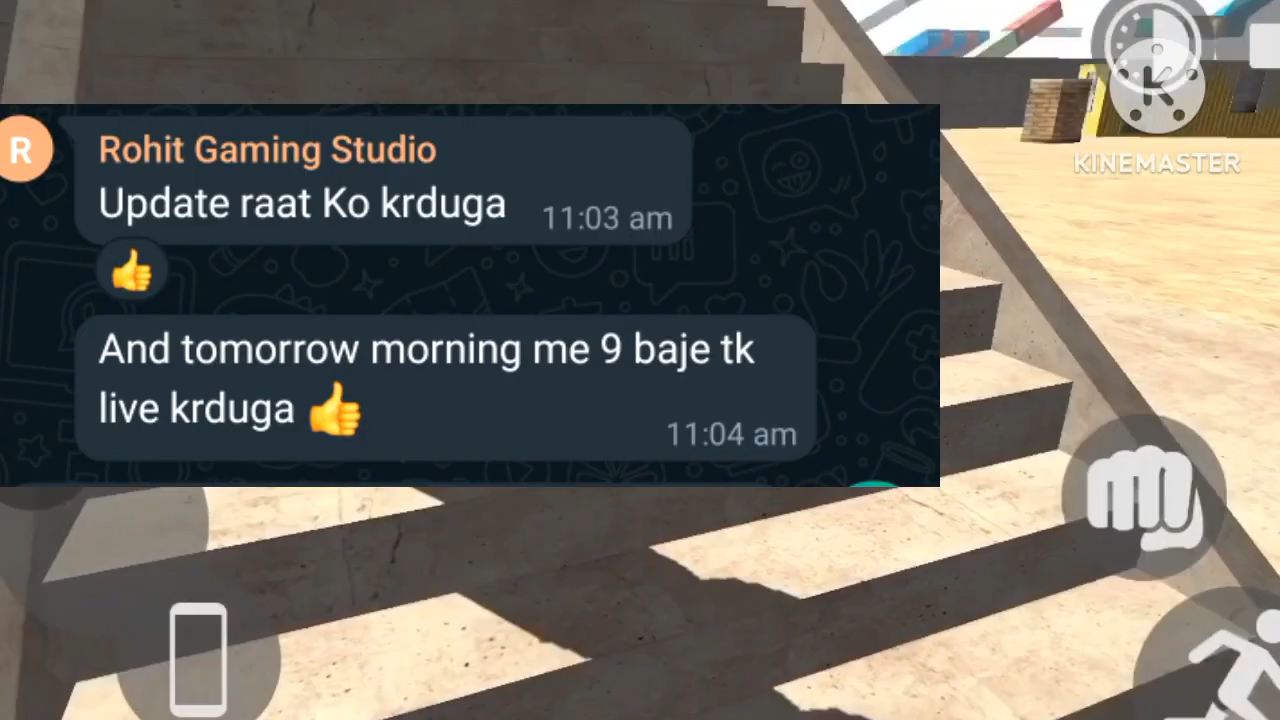 R
Rohit Gaming Studio
Update raat Ko krduga
11:03 am
And tomorrow morning me 9 baje tk
live krduga 👍
11:04 am
K
KINEMASTER